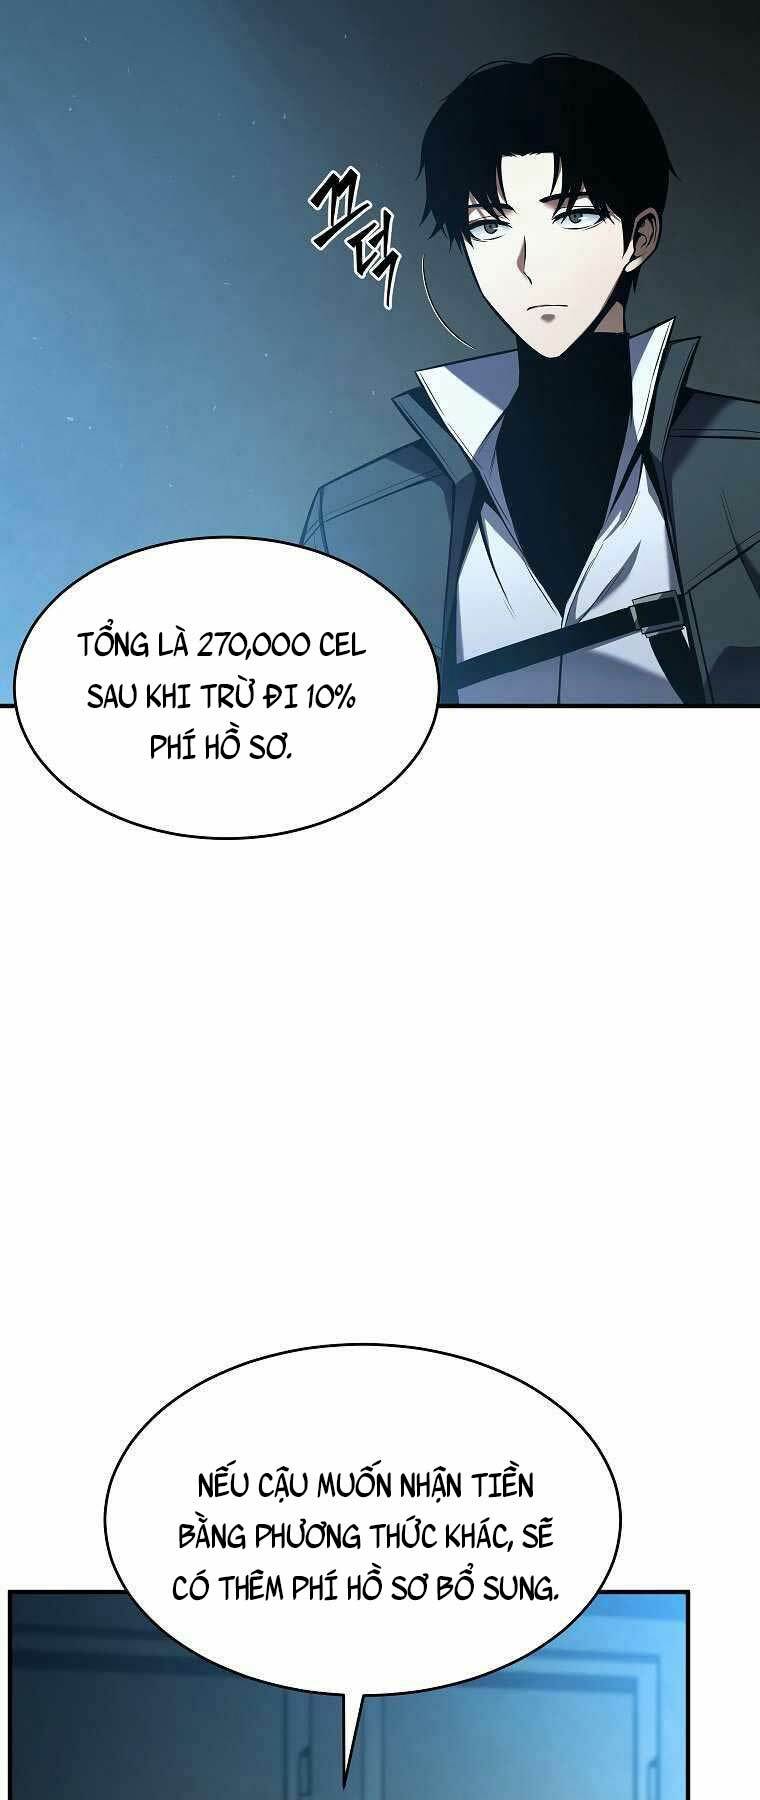 끄덕
TỔNG LÀ 270,000 CEL
SAU KHI TRỪ ĐI 10%
PHÍ HỒ SƠ.
NẾU CẬU MUỐN NHẬN TIỀN
BẰNG PHƯƠNG THỨC KHÁC, SẼ
CÓ THÊM PHÍ HỒ SƠ BỔ SUNG.